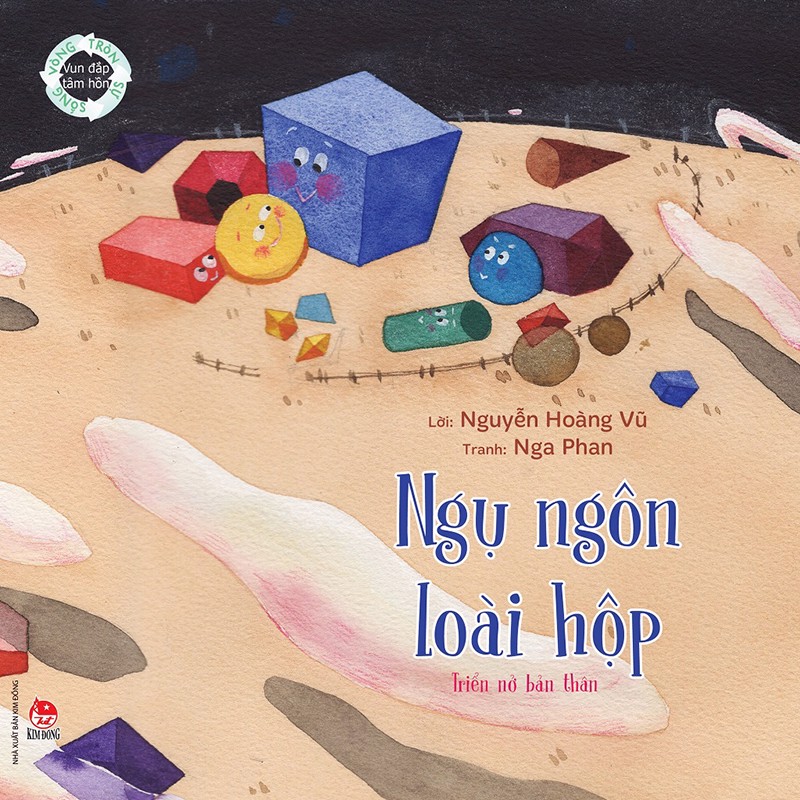 VÒNG TRÒN SỰ SỐNG
Vun đắp
tâm hồn
Lời: Nguyễn Hoàng Vũ
Tranh: Nga Phan
Ngụ ngôn
loài hộp
Triển nở bản thân
NHÀ XUẤT BẢN KIM ĐỒNG
KIM ĐỒNG